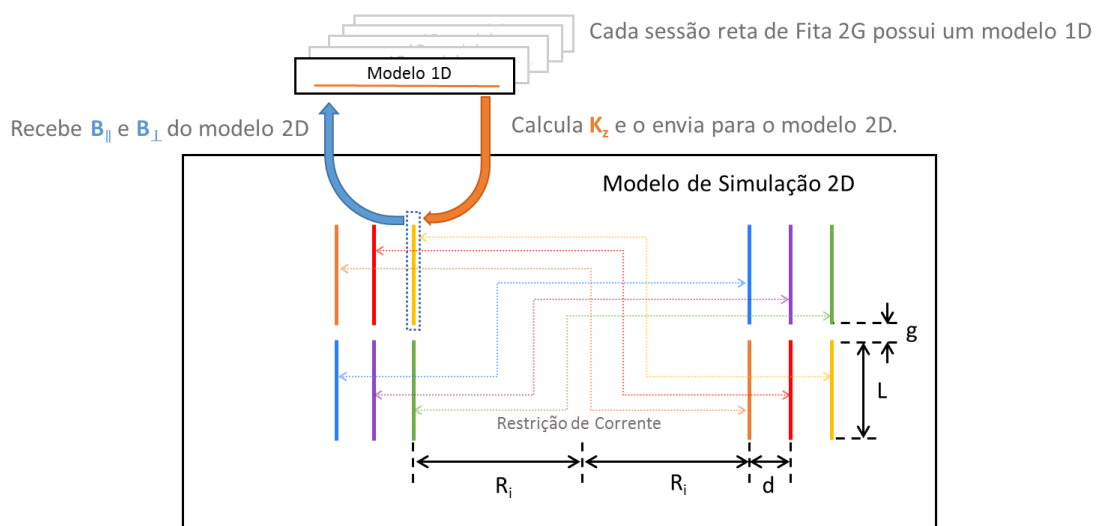 Cada sessão reta de Fita 2G possui um modelo 1D
Modelo 1D
Recebe B∥ e B⊥ do modelo 2D
Calcula Kz e o envia para o modelo 2D.
Modelo de Simulação 2D
g
L
Restrição de Corrente
Ri
Ri
d